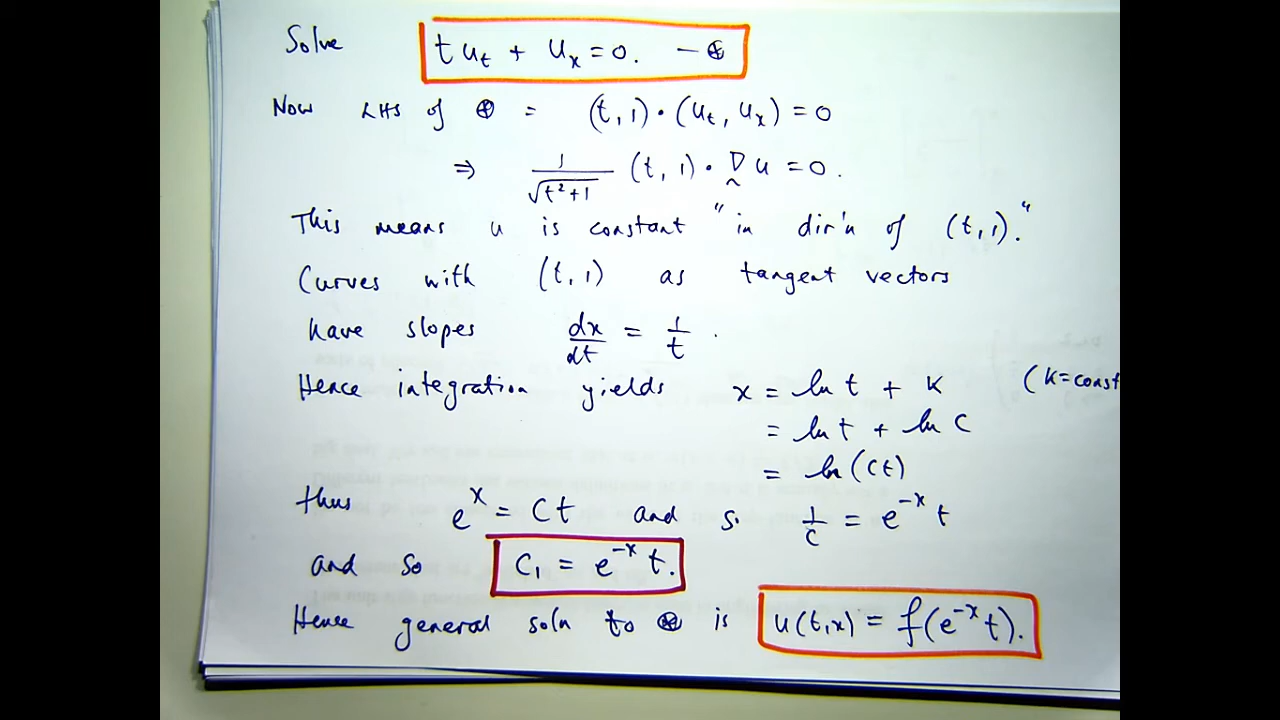 Solve t u_t + u_x = 0. — ⊛
Now LHS of ⊛ = (t, 1) · (u_t, u_x) = 0
⇒ 1/√(t²+1) (t, 1) · ∇ u = 0.
This means u is constant "in dir'n of (t, 1)."
Curves with (t, 1) as tangent vectors
have slopes dx/dt = 1/t .
Hence integration yields x = ln t + K (K=const
= ln t + ln C
= ln (Ct)
thus e^x = Ct and so 1/C = e^{-x} t
and so C₁ = e^{-x} t.
Hence general soln to ⊛ is u(t,x) = f(e^{-x} t).